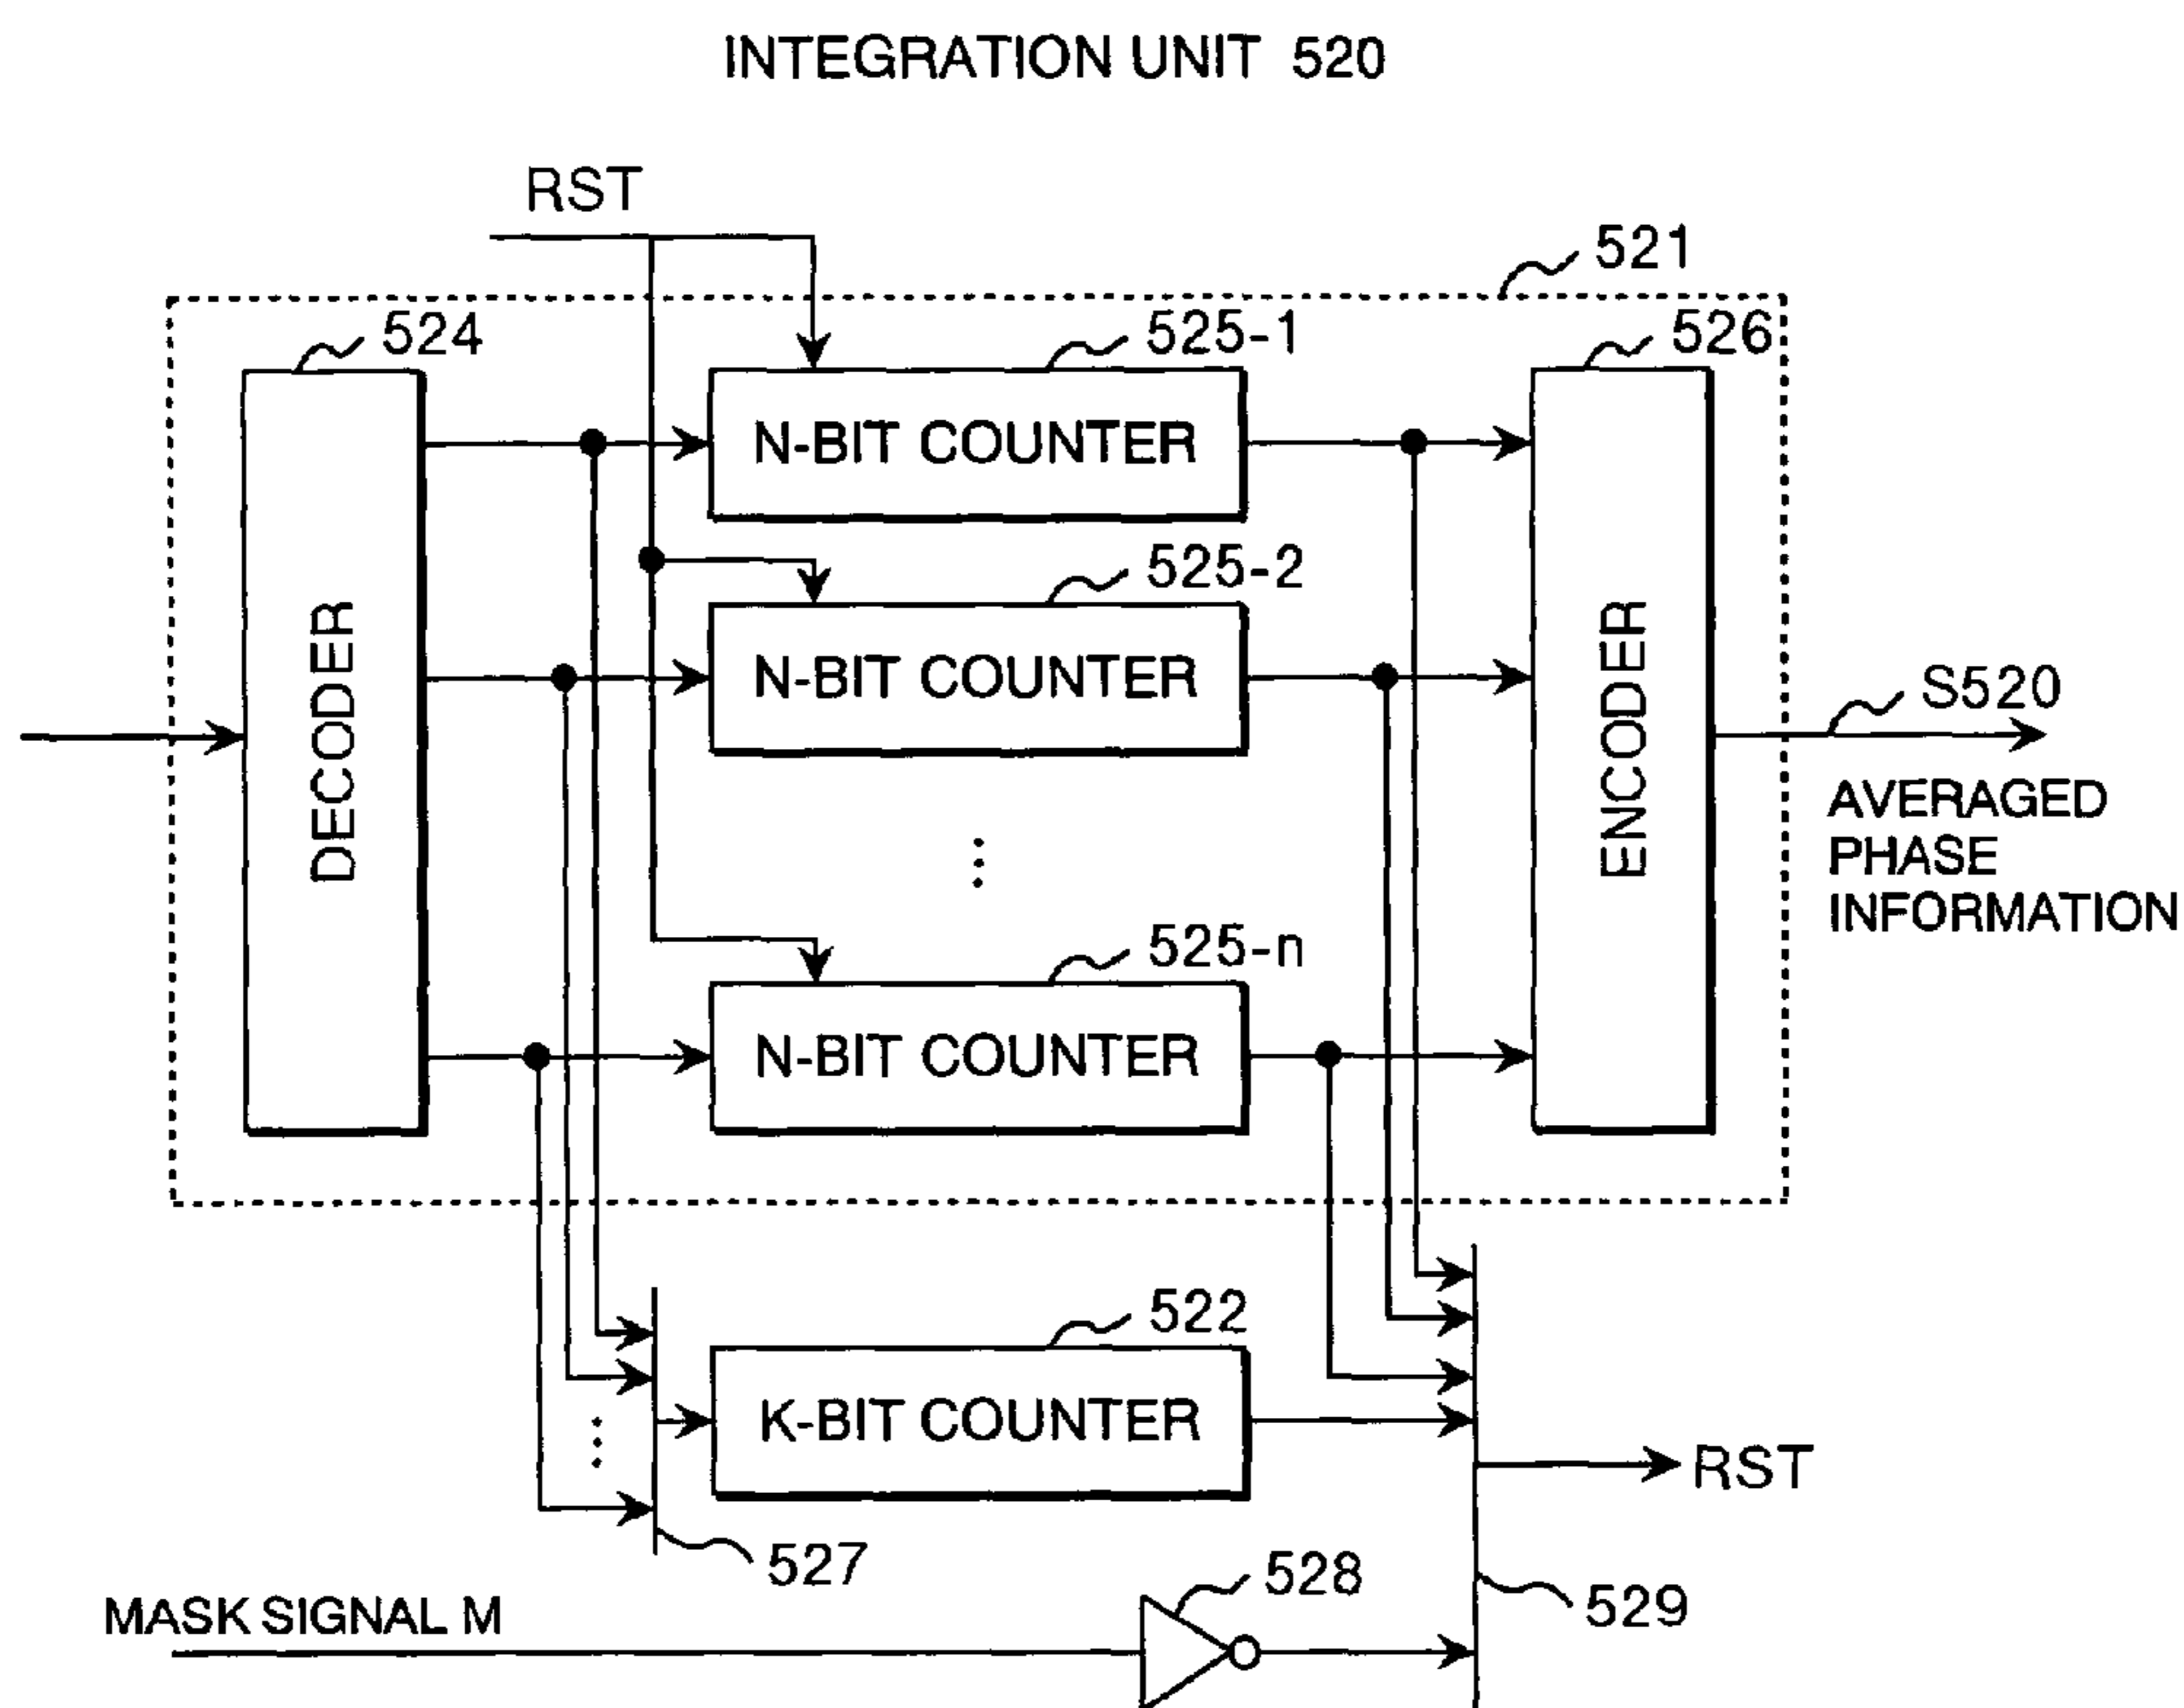 INTEGRATION UNIT 520
RST
521
524
525-1
526
N-BIT COUNTER
525-2
N-BIT COUNTER
DECODER
ENCODER
S520
AVERAGED
PHASE
INFORMATION
525-n
N-BIT COUNTER
522
K-BIT COUNTER
RST
527
528
529
MASK SIGNAL M